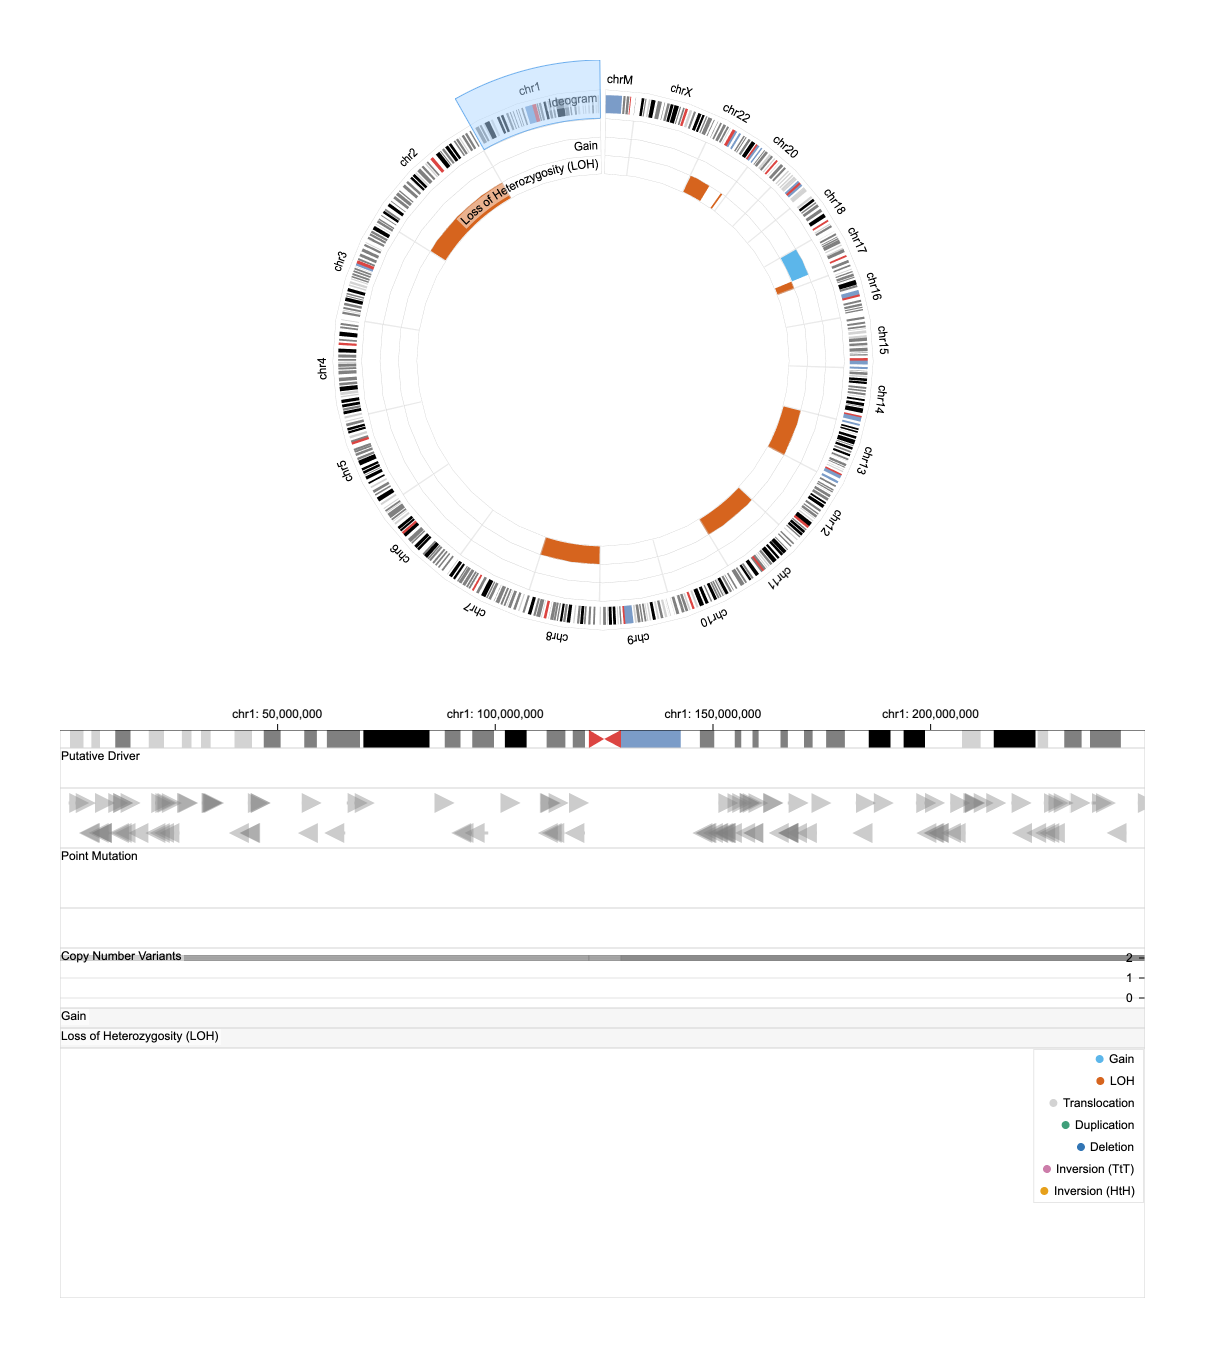 chrM
chrX
chr22
chr20
chr18
chr17
chr16
chr15
chr14
chr13
chr12
chr11
chr10
chr9
chr8
chr7
chr6
chr5
chr4
chr3
chr2
chr1
Ideogram
Gain
Loss of Heterozygosity (LOH)
chr1: 50,000,000
chr1: 100,000,000
chr1: 150,000,000
chr1: 200,000,000
Putative Driver
Point Mutation
Copy Number Variants
2
1
0
Gain
Loss of Heterozygosity (LOH)
Gain
LOH
Translocation
Duplication
Deletion
Inversion (TtT)
Inversion (HtH)